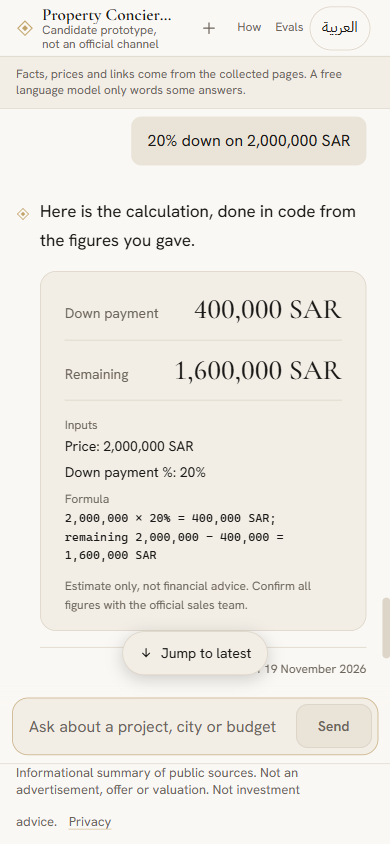 Property Concier...
Candidate prototype,
not an official channel
+
How
Evals
العربية
Facts, prices and links come from the collected pages. A free
language model only words some answers.
20% down on 2,000,000 SAR
Here is the calculation, done in code from
the figures you gave.
Down payment 400,000 SAR
Remaining 1,600,000 SAR
Inputs
Price: 2,000,000 SAR
Down payment %: 20%
Formula
2,000,000 × 20% = 400,000 SAR;
remaining 2,000,000 − 400,000 =
1,600,000 SAR
Estimate only, not financial advice. Confirm all
figures with the official sales team.
↓ Jump to latest
19 November 2026
Ask about a project, city or budget
Send
Informational summary of public sources. Not an
advertisement, offer or valuation. Not investment
advice. Privacy